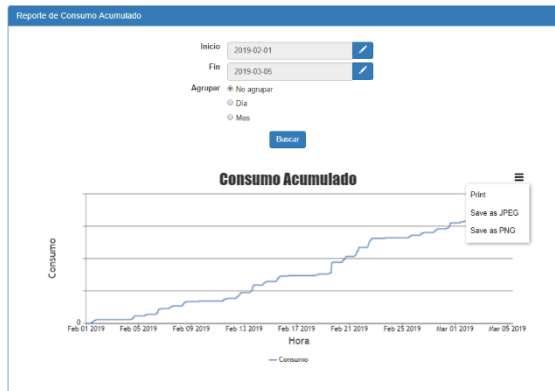 Reporte de Consumo Acumulado
Inicio 2019-02-01
Fin 2019-03-05
Agrupar No agrupar
Dia
Mes
Buscar
Consumo Acumulado
Print
Save as JPEG
Save as PNG
Consumo
0
Feb 01 2019 Feb 05 2019 Feb 09 2019 Feb 13 2019 Feb 17 2019 Feb 21 2019 Feb 25 2019 Mar 01 2019 Mar 05 2019
Hora
Consumo